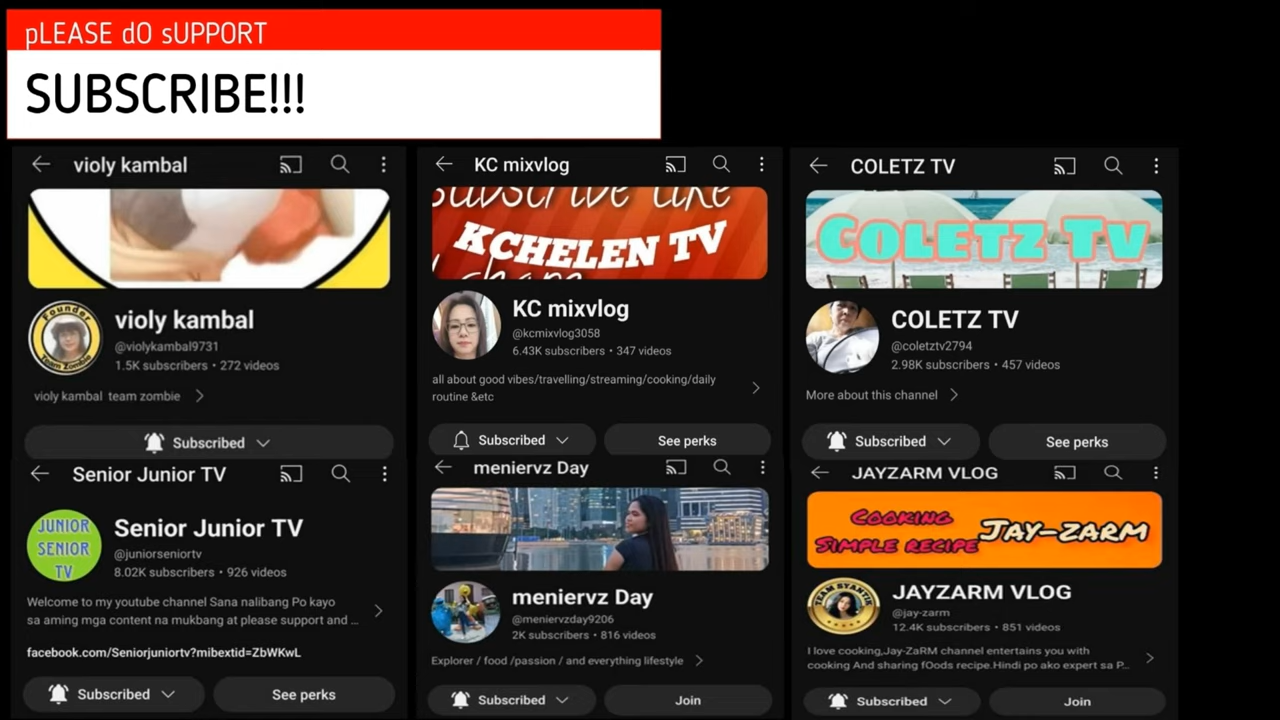 pLEASE dO sUPPORT
SUBSCRIBE!!!
violy kambal
Founder
Team Zombie
violy kambal
@violykambal9731
1.5K subscribers • 272 videos
violy kambal team zombie
Subscribed
KC mixvlog
Subscribe like
KCHELEN TV
KC mixvlog
@kcmixvlog3058
6.43K subscribers • 347 videos
all about good vibes/travelling/streaming/cooking/daily
routine &etc
Subscribed
See perks
COLETZ TV
COLETZ TV
COLETZ TV
@coletztv2794
2.98K subscribers • 457 videos
More about this channel
Subscribed
See perks
Senior Junior TV
JUNIOR
SENIOR
TV
Senior Junior TV
@juniorseniortv
8.02K subscribers • 926 videos
Welcome to my youtube channel Sana nalibang Po kayo
sa aming mga content na mukbang at please support and ...
facebook.com/Seniorjuniortv?mibextid=ZbWKwL
Subscribed
See perks
meniervz Day
meniervz Day
@meniervzday9206
2K subscribers • 816 videos
Explorer / food /passion / and everything lifestyle
Subscribed
Join
JAYZARM VLOG
COOKING
SIMPLE RECIPE
JAY-ZARM
TEAM SYANTIK
JAYZARM VLOG
@jay-zarm
12.4K subscribers • 851 videos
I love cooking,Jay-ZaRM channel entertains you with
cooking And sharing fOods recipe.Hindi po ako expert sa P...
Subscribed
Join